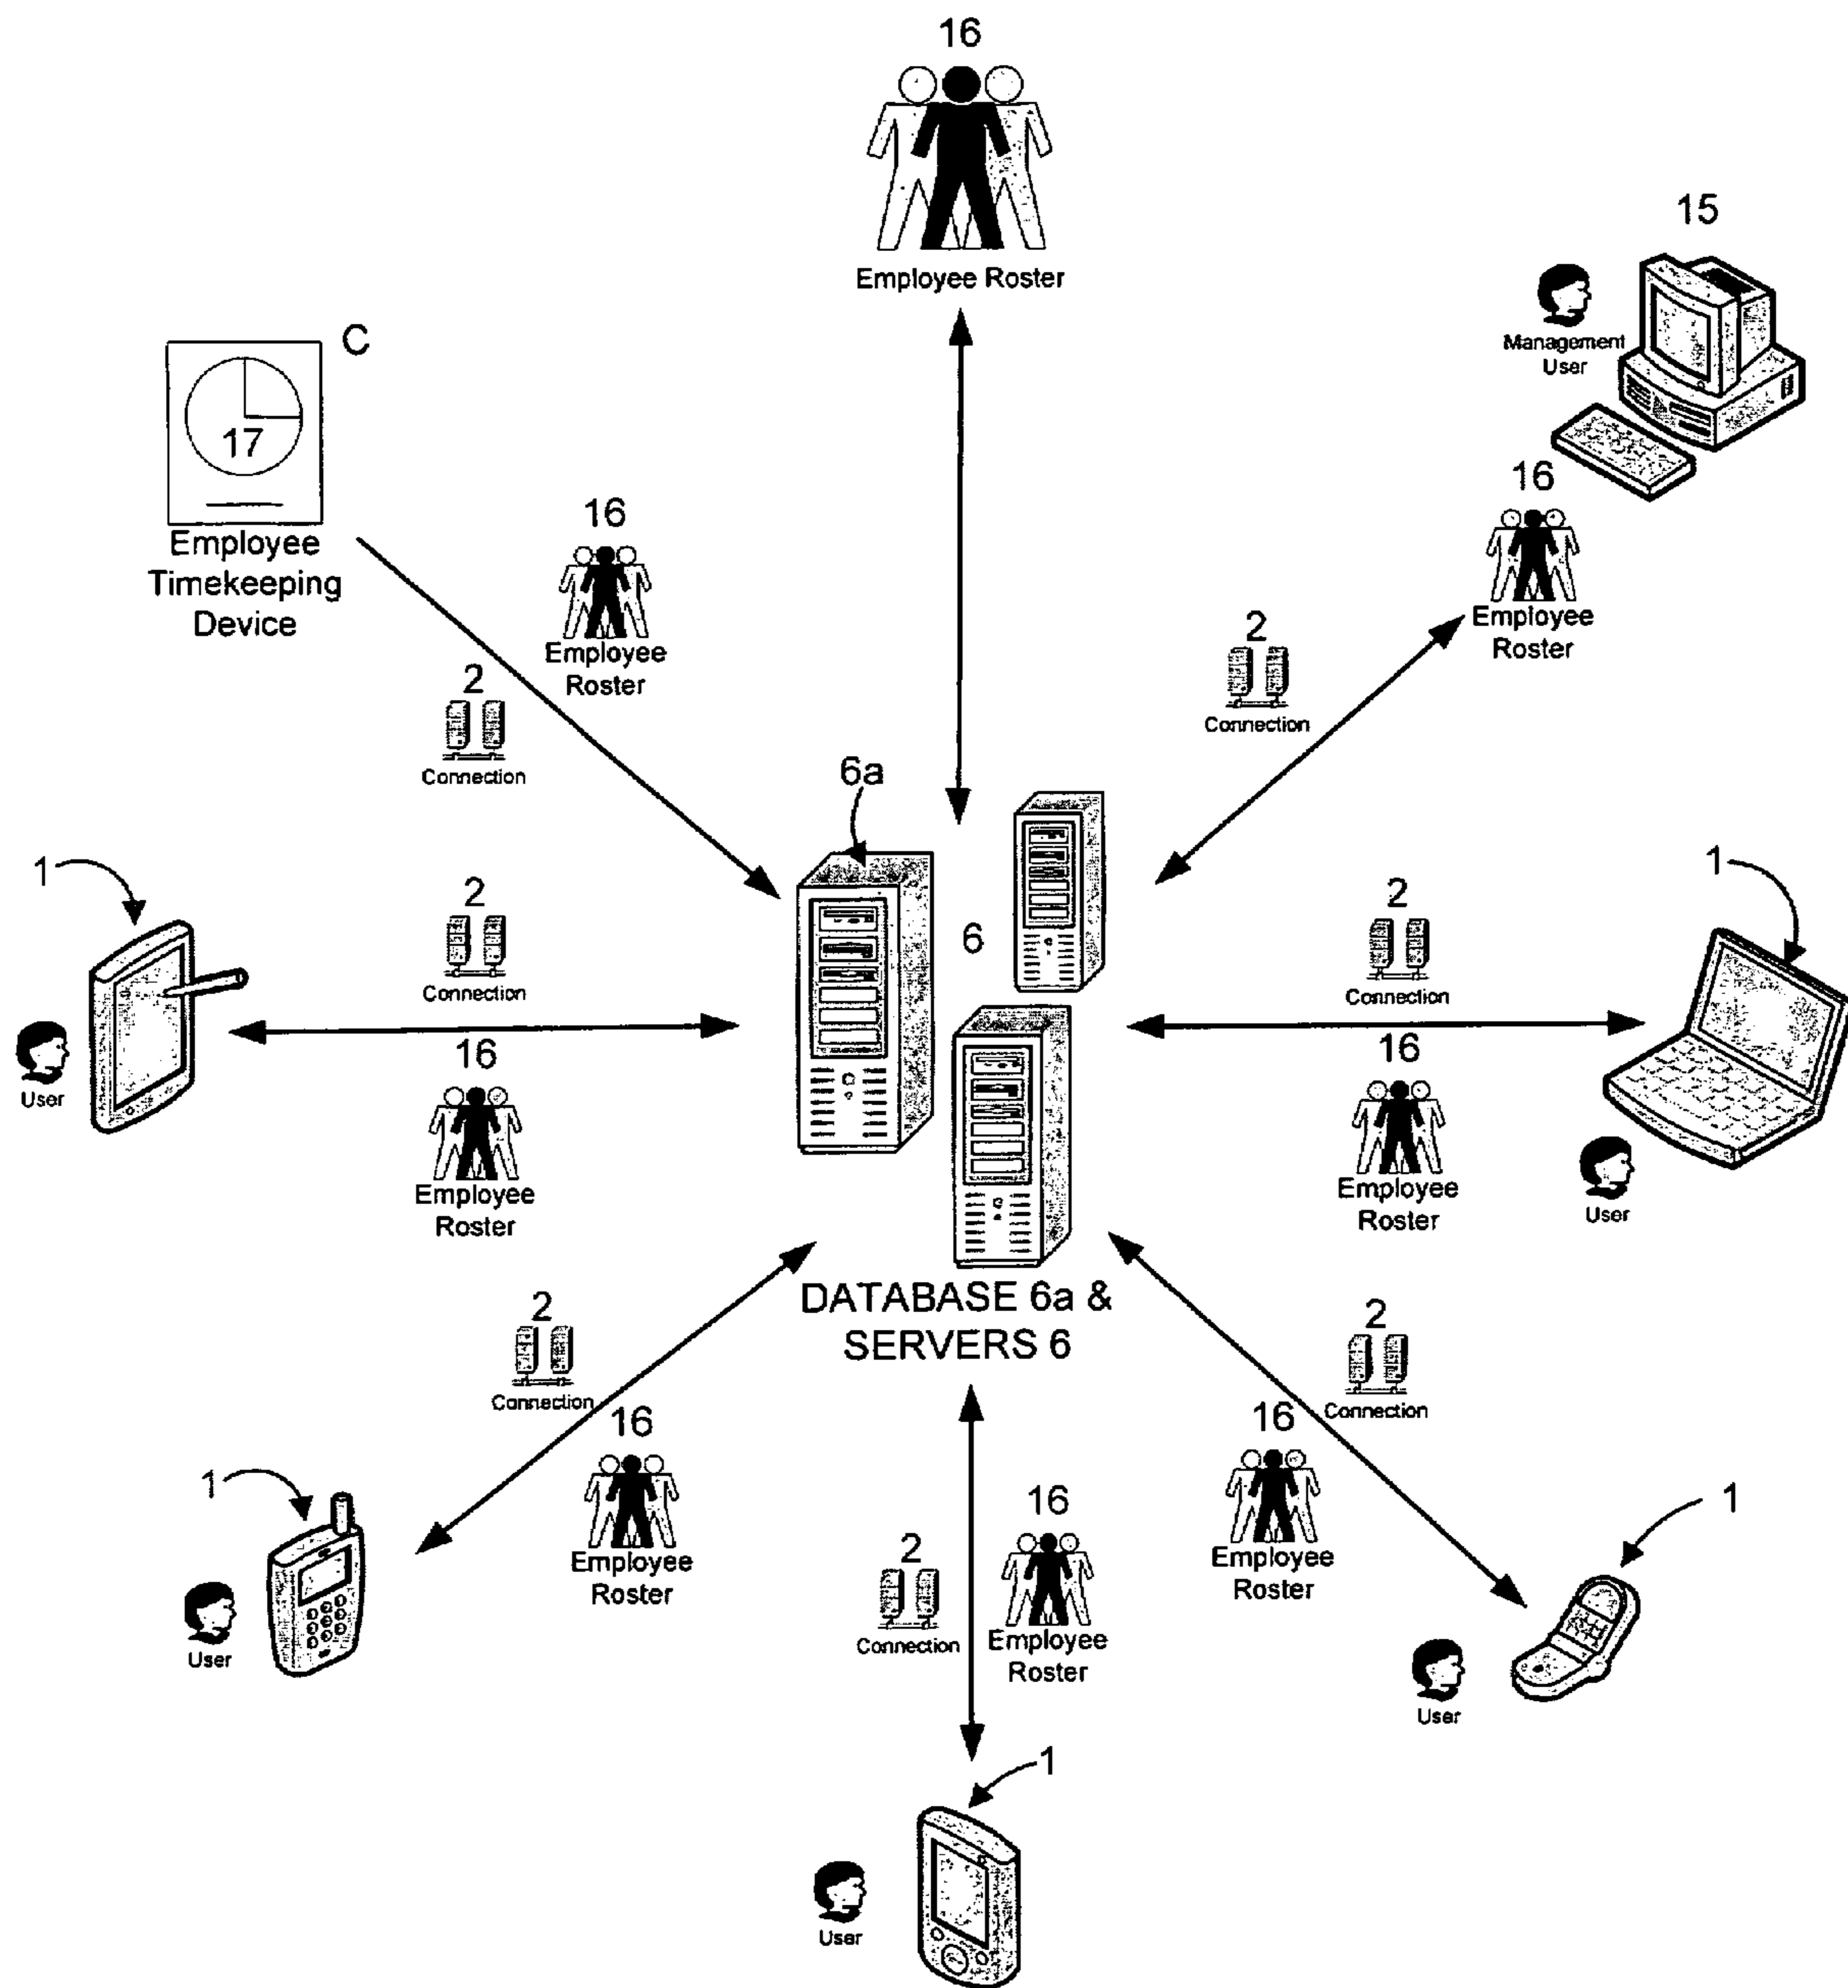 16
Employee Roster
15
Management
User
C
17
Employee
Timekeeping
Device
16
Employee
Roster
2
Connection
16
Employee
Roster
2
Connection
6a
6
1
2
Connection
User
16
Employee
Roster
1
2
Connection
16
Employee
Roster
User
DATABASE 6a &
SERVERS 6
2
Connection
16
Employee
Roster
1
User
2
Connection
16
Employee
Roster
1
User
2
Connection
16
Employee
Roster
1
User